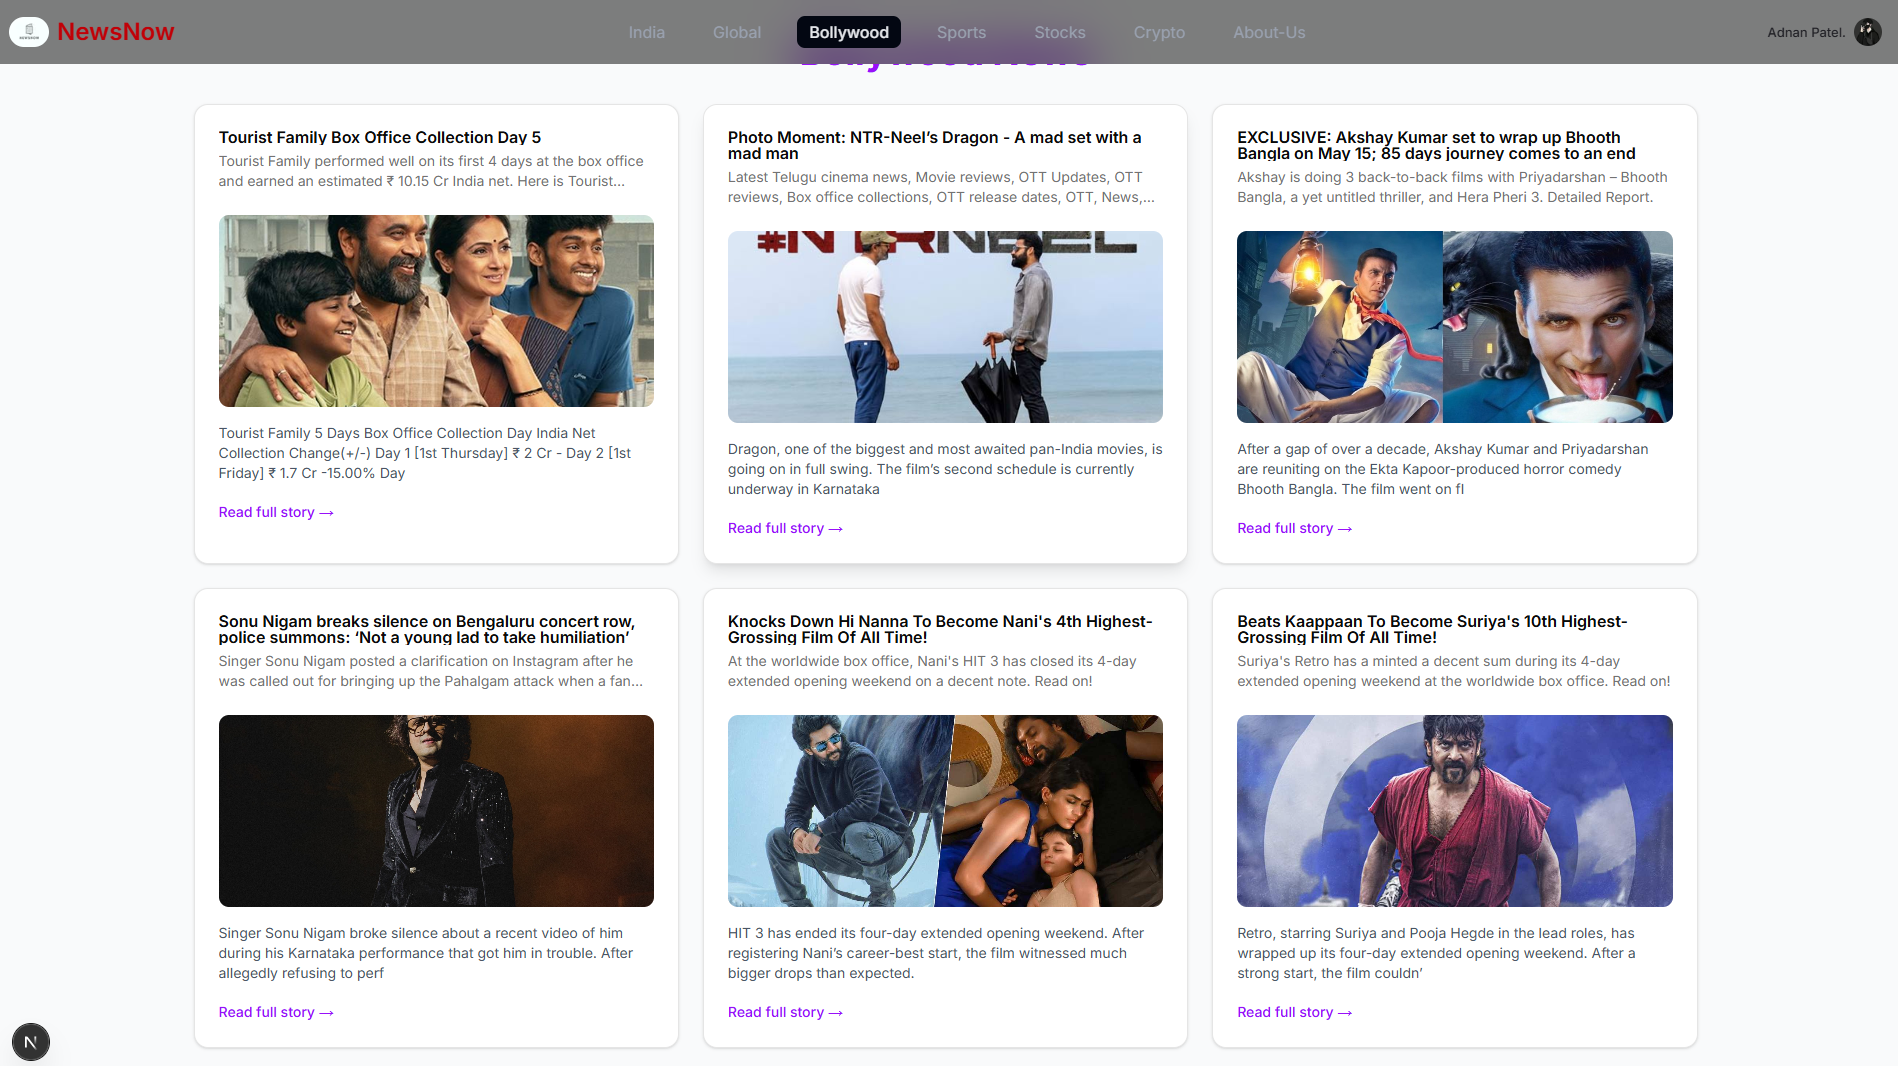 NewsNow
India Global Bollywood Sports Stocks Crypto About-Us
Adnan Patel.
Bollywood News
Tourist Family Box Office Collection Day 5
Tourist Family performed well on its first 4 days at the box office
and earned an estimated ₹ 10.15 Cr India net. Here is Tourist...
Tourist Family 5 Days Box Office Collection Day India Net
Collection Change(+/-) Day 1 [1st Thursday] ₹ 2 Cr - Day 2 [1st
Friday] ₹ 1.7 Cr -15.00% Day
Read full story →
Photo Moment: NTR-Neel’s Dragon - A mad set with a
mad man
Latest Telugu cinema news, Movie reviews, OTT Updates, OTT
reviews, Box office collections, OTT release dates, OTT, News,...
#NTRNEEL
Dragon, one of the biggest and most awaited pan-India movies, is
going on in full swing. The film’s second schedule is currently
underway in Karnataka
Read full story →
EXCLUSIVE: Akshay Kumar set to wrap up Bhooth
Bangla on May 15; 85 days journey comes to an end
Akshay is doing 3 back-to-back films with Priyadarshan – Bhooth
Bangla, a yet untitled thriller, and Hera Pheri 3. Detailed Report.
After a gap of over a decade, Akshay Kumar and Priyadarshan
are reuniting on the Ekta Kapoor-produced horror comedy
Bhooth Bangla. The film went on fl
Read full story →
Sonu Nigam breaks silence on Bengaluru concert row,
police summons: ‘Not a young lad to take humiliation’
Singer Sonu Nigam posted a clarification on Instagram after he
was called out for bringing up the Pahalgam attack when a fan...
Singer Sonu Nigam broke silence about a recent video of him
during his Karnataka performance that got him in trouble. After
allegedly refusing to perf
Read full story →
Knocks Down Hi Nanna To Become Nani's 4th Highest-
Grossing Film Of All Time!
At the worldwide box office, Nani's HIT 3 has closed its 4-day
extended opening weekend on a decent note. Read on!
HIT 3 has ended its four-day extended opening weekend. After
registering Nani’s career-best start, the film witnessed much
bigger drops than expected.
Read full story →
Beats Kaappaan To Become Suriya's 10th Highest-
Grossing Film Of All Time!
Suriya's Retro has a minted a decent sum during its 4-day
extended opening weekend at the worldwide box office. Read on!
Retro, starring Suriya and Pooja Hegde in the lead roles, has
wrapped up its four-day extended opening weekend. After a
strong start, the film couldn’
Read full story →
N